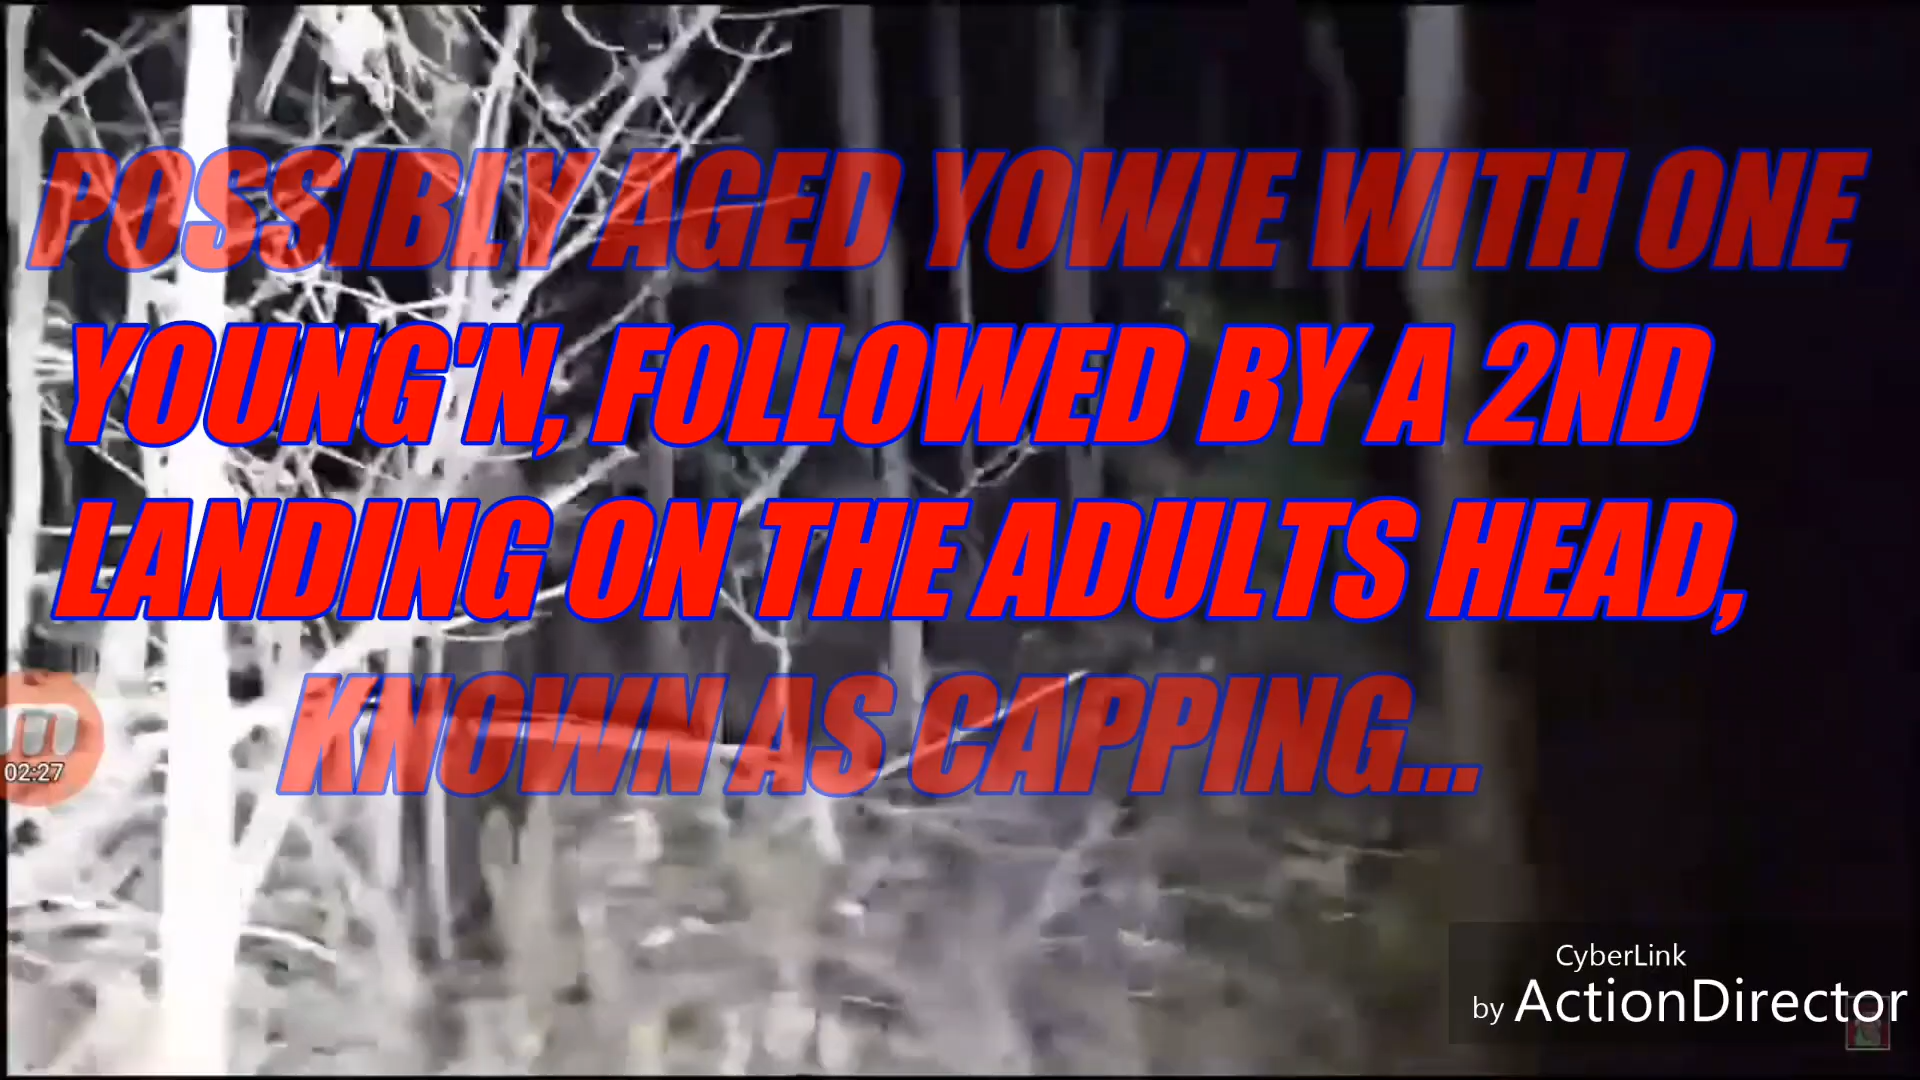 POSSIBLY AGED YOWIE WITH ONE
YOUNG'N, FOLLOWED BY A 2ND
LANDING ON THE ADULTS HEAD,
KNOWN AS CAPPING...
02:27
CyberLink
by ActionDirector